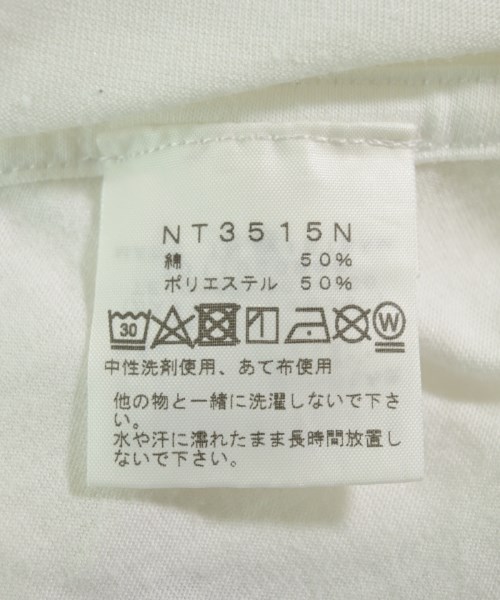 NT3515N
綿 50%
ポリエステル 50%
30 W
中性洗剤使用、あて布使用
他の物と一緒に洗濯しないで下さ
い。
水や汗に濡れたまま長時間放置し
ないで下さい。